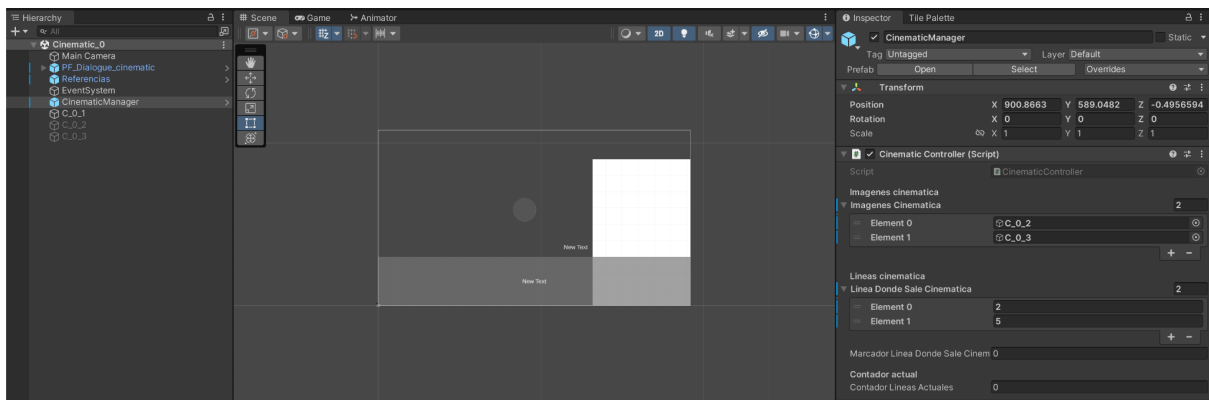 Hierarchy
All
Cinematic_0
Main Camera
PF_Dialogue_cinematic
Referencias
EventSystem
CinematicManager
C_0_1
C_0_2
C_0_3
Scene
Game
Animator
2D
New Text
New Text
Inspector
Tile Palette
CinematicManager
Static
Tag Untagged
Layer Default
Prefab
Open
Select
Overrides
Transform
Position X 900.8663 Y 589.0482 Z -0.4956594
Rotation X 0 Y 0 Z 0
Scale X 1 Y 1 Z 1
Cinematic Controller (Script)
Script CinematicController
Imagenes cinematica
Imagenes Cinematica 2
Element 0 C_0_2
Element 1 C_0_3
+ -
Lineas cinematica
Linea Donde Sale Cinematica 2
Element 0 2
Element 1 5
+ -
Marcador Linea Donde Sale Cinem 0
Contador actual
Contador Lineas Actuales 0